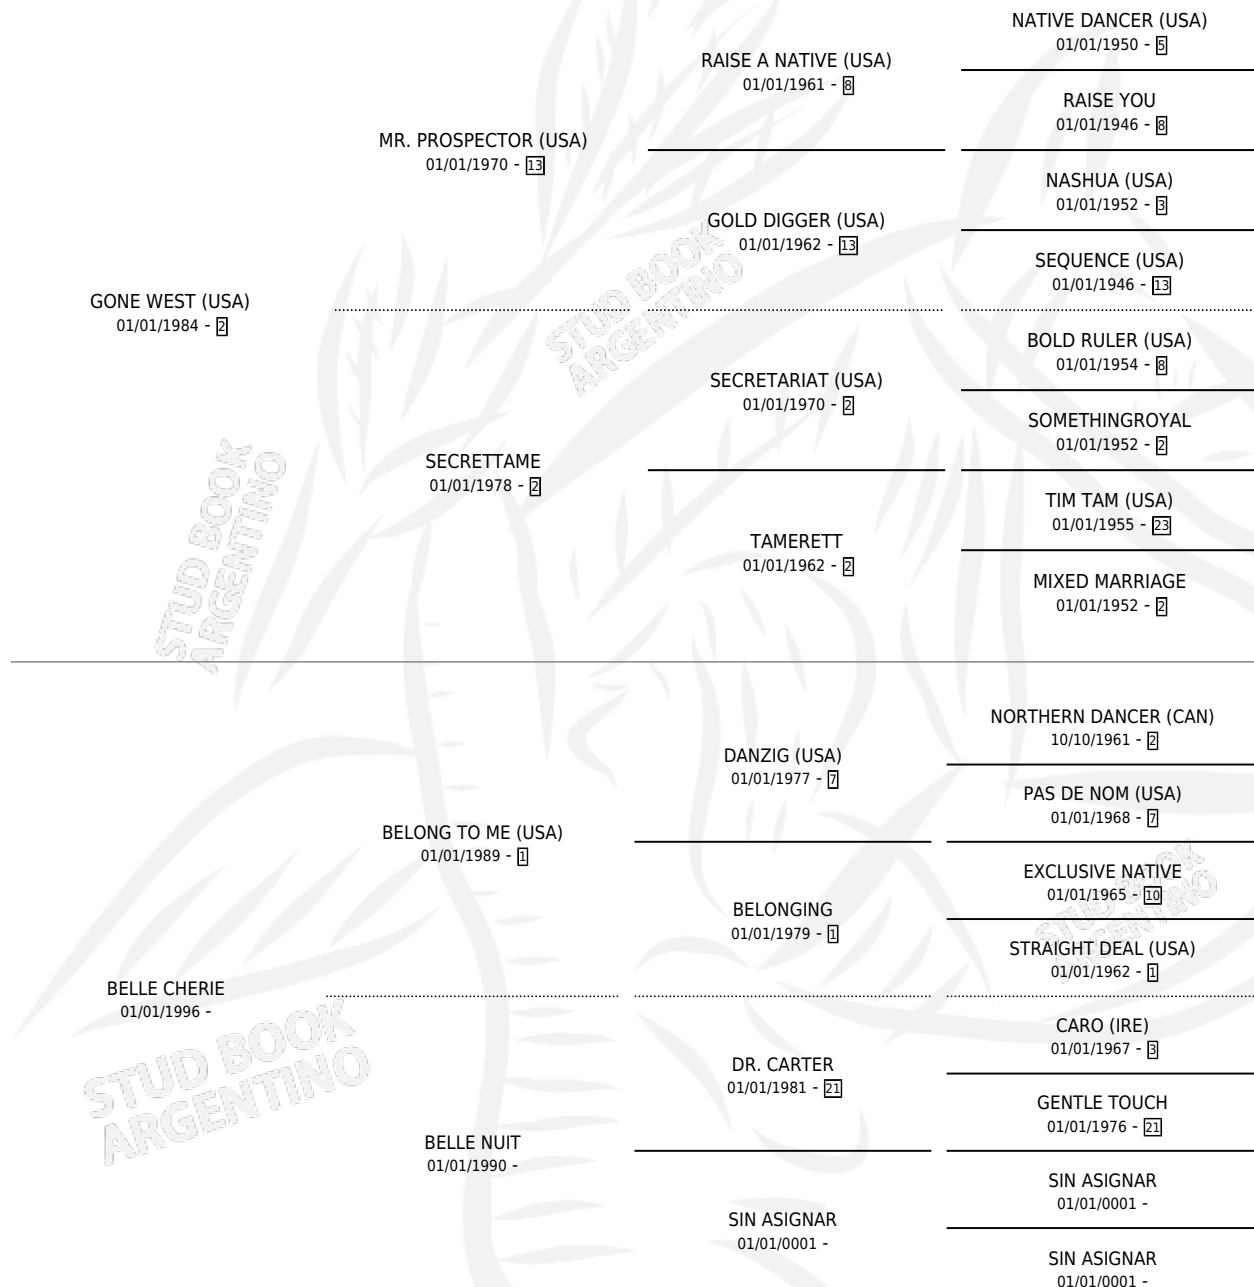 NATIVE DANCER (USA)
01/01/1950 - 5
RAISE A NATIVE (USA)
01/01/1961 - 8
RAISE YOU
01/01/1946 - 8
MR. PROSPECTOR (USA)
01/01/1970 - 13
NASHUA (USA)
01/01/1952 - 3
GOLD DIGGER (USA)
01/01/1962 - 13
SEQUENCE (USA)
01/01/1946 - 13
GONE WEST (USA)
01/01/1984 - 2
STUD BOOK
ARGENTINO
BOLD RULER (USA)
01/01/1954 - 8
SECRETARIAT (USA)
01/01/1970 - 2
SOMETHINGROYAL
01/01/1952 - 2
SECRETTAME
01/01/1978 - 2
TIM TAM (USA)
01/01/1955 - 23
TAMERETT
01/01/1962 - 2
MIXED MARRIAGE
01/01/1952 - 2
STUD BOOK
ARGENTINO
NORTHERN DANCER (CAN)
10/10/1961 - 2
DANZIG (USA)
01/01/1977 - 7
PAS DE NOM (USA)
01/01/1968 - 7
BELONG TO ME (USA)
01/01/1989 - 1
EXCLUSIVE NATIVE
01/01/1965 - 10
BELONGING
01/01/1979 - 1
STUD BOOK
ARGENTINO
STRAIGHT DEAL (USA)
01/01/1962 - 1
BELLE CHERIE
01/01/1996 -
CARO (IRE)
01/01/1967 - 3
STUD BOOK
ARGENTINO
DR. CARTER
01/01/1981 - 21
GENTLE TOUCH
01/01/1976 - 21
BELLE NUIT
01/01/1990 -
SIN ASIGNAR
01/01/0001 -
SIN ASIGNAR
01/01/0001 -
SIN ASIGNAR
01/01/0001 -